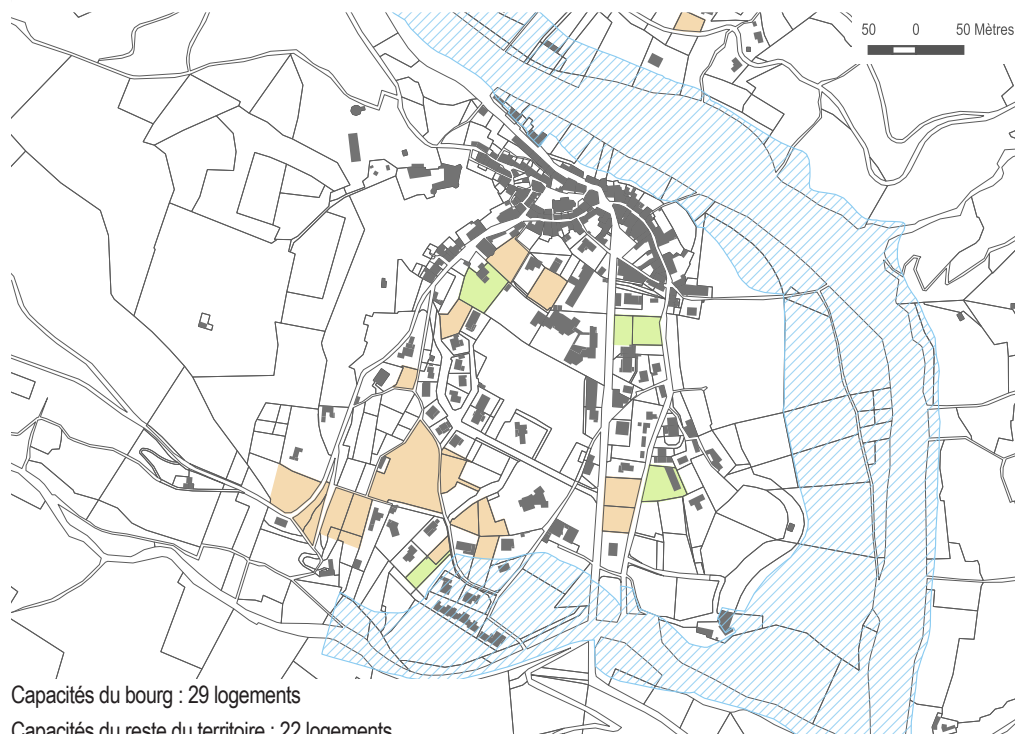 50 0 50 Mètres
Capacités du bourg : 29 logements
Capacités du reste du territoire : 22 logements